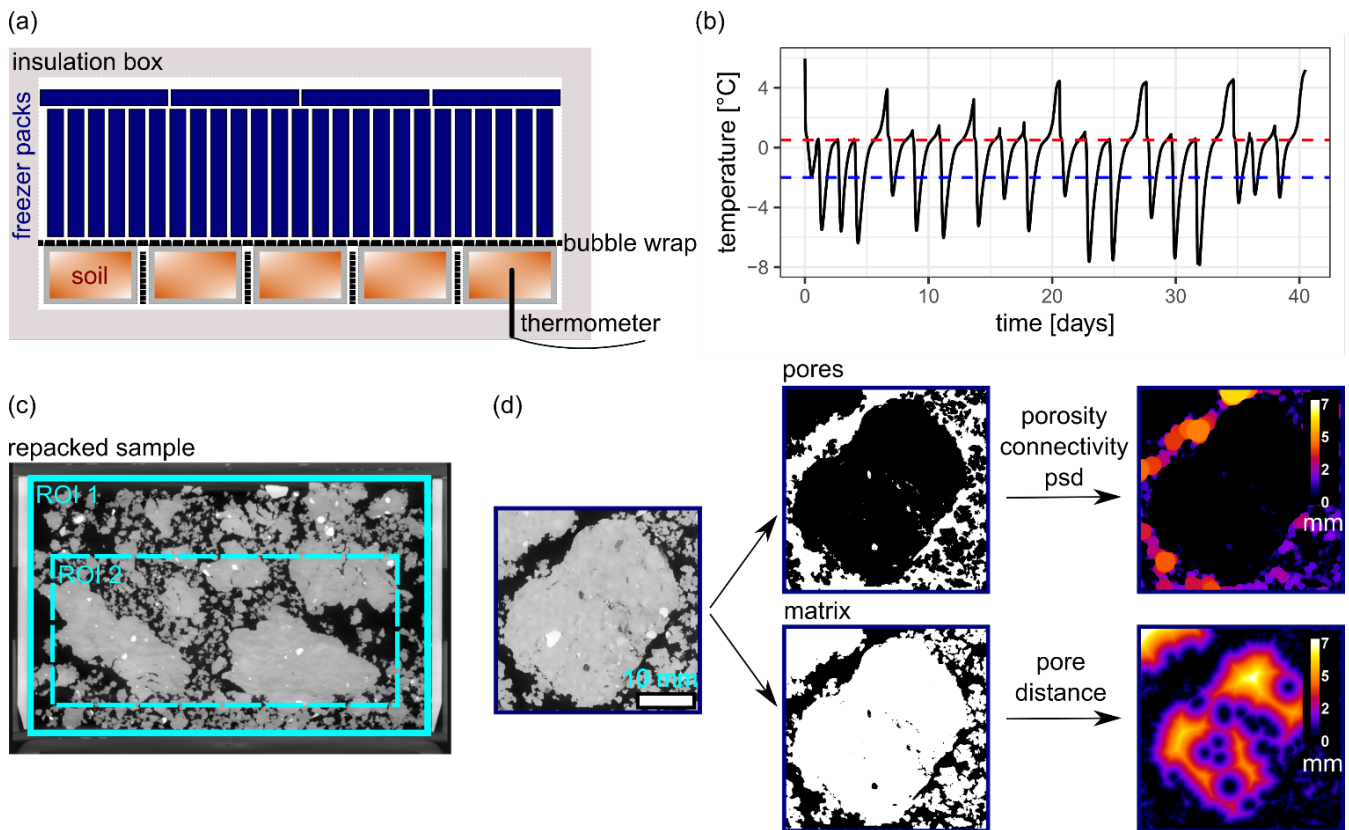 (a)
insulation box
freezer packs
bubble wrap
soil
thermometer
(b)
temperature [°C]
4
0
−4
−8
0
10
20
30
40
time [days]
(c)
repacked sample
ROI 1
ROI 2
(d)
10 mm
pores
porosity
connectivity
psd
7
5
2
0
mm
matrix
pore
distance
7
5
2
0
mm